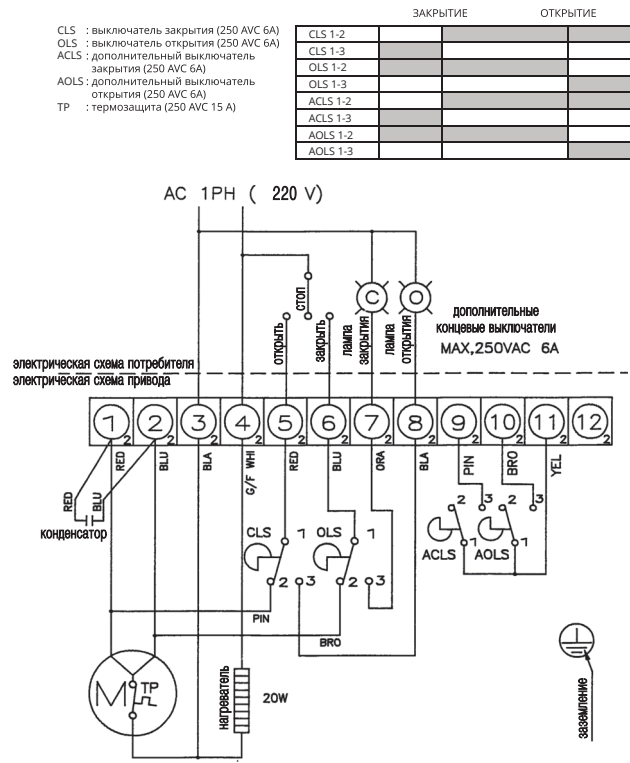 ЗАКРЫТИЕ ОТКРЫТИЕ
CLS : выключатель закрытия (250 AVC 6A)
OLS : выключатель открытия (250 AVC 6A)
ACLS : дополнительный выключатель
закрытия (250 AVC 6A)
AOLS : дополнительный выключатель
открытия (250 AVC 6A)
TP : термозащита (250 AVC 15 A)
CLS 1-2
CLS 1-3
OLS 1-2
OLS 1-3
ACLS 1-2
ACLS 1-3
AOLS 1-2
AOLS 1-3
AC 1PH ( 220 V)
открыть
стоп
закрыть
лампа
закрытия
C
лампа
открытия
O
дополнительные
концевые выключатели
MAX,250VAC 6A
электрическая схема потребителя
электрическая схема привода
1 2 3 4 5 6 7 8 9 10 11 12
2 2 2 2 2 2 2 2 2 2 2 2
RED BLU BLA G/F WHI RED BLU ORA BLA PIN BRO YEL
RED BLU
конденсатор
CLS 1 2 3
OLS 1 2 3
ACLS 2 3 1
AOLS 2 3 1
PIN
BRO
M TP
нагреватель
20W
заземление